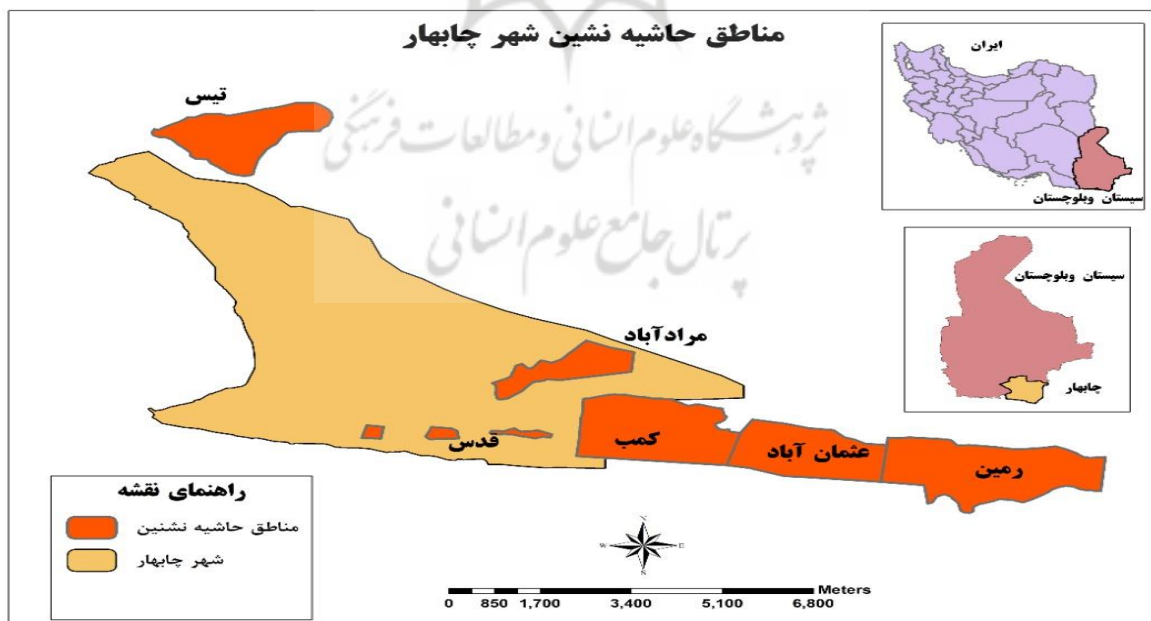 مناطق حاشیه نشین شهر چابهار
ایران
سیستان وبلوچستان
تیس
پژوهشگاه علوم انسانی و مطالعات فرهنگی
پرتال جامع علوم انسانی
سیستان وبلوچستان
چابهار
مرادآباد
قدس
کمب
عثمان آباد
رمین
راهنمای نقشه
مناطق حاشیه نشنین
شهر چابهار
N
W E
S
Meters
0 850 1,700 3,400 5,100 6,800